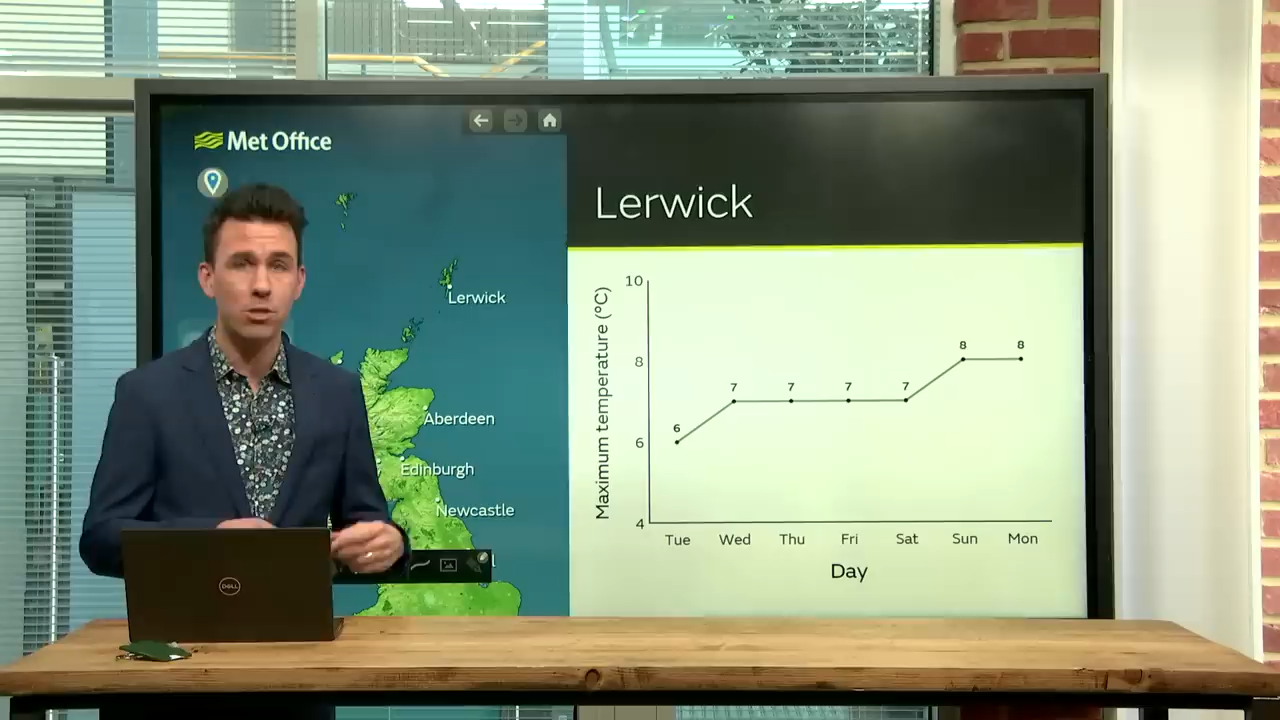 Met Office
Lerwick
Aberdeen
Edinburgh
Newcastle
Lerwick
Maximum temperature (°C)
10
8
6
4
6
7
7
7
7
8
8
Tue Wed Thu Fri Sat Sun Mon
Day
DELL